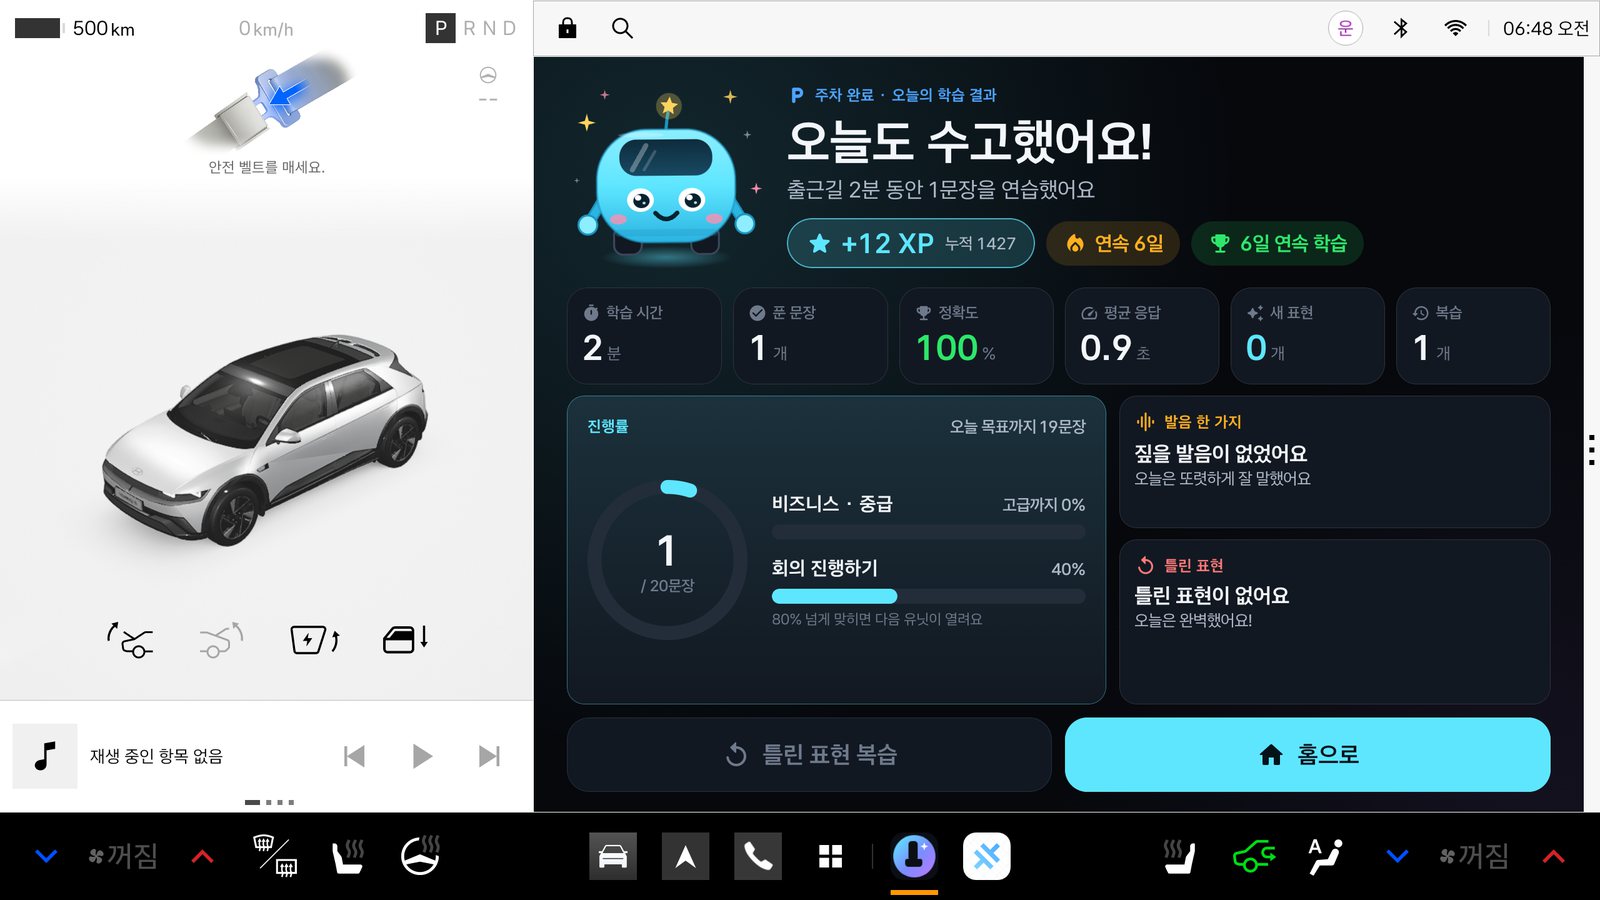 500 km
0 km/h
P R N D
안전 벨트를 매세요.
--
재생 중인 항목 없음
운
06:48 오전
P 주차 완료 · 오늘의 학습 결과
오늘도 수고했어요!
출근길 2분 동안 1문장을 연습했어요
+12 XP 누적 1427
연속 6일
6일 연속 학습
학습 시간
2 분
푼 문장
1 개
정확도
100 %
평균 응답
0.9 초
새 표현
0 개
복습
1 개
진행률
오늘 목표까지 19문장
1
/ 20문장
비즈니스 · 중급
고급까지 0%
회의 진행하기
40%
80% 넘게 맞히면 다음 유닛이 열려요
발음 한 가지
짚을 발음이 없었어요
오늘은 또렷하게 잘 말했어요
틀린 표현
틀린 표현이 없어요
오늘은 완벽했어요!
틀린 표현 복습
홈으로
꺼짐
A
꺼짐